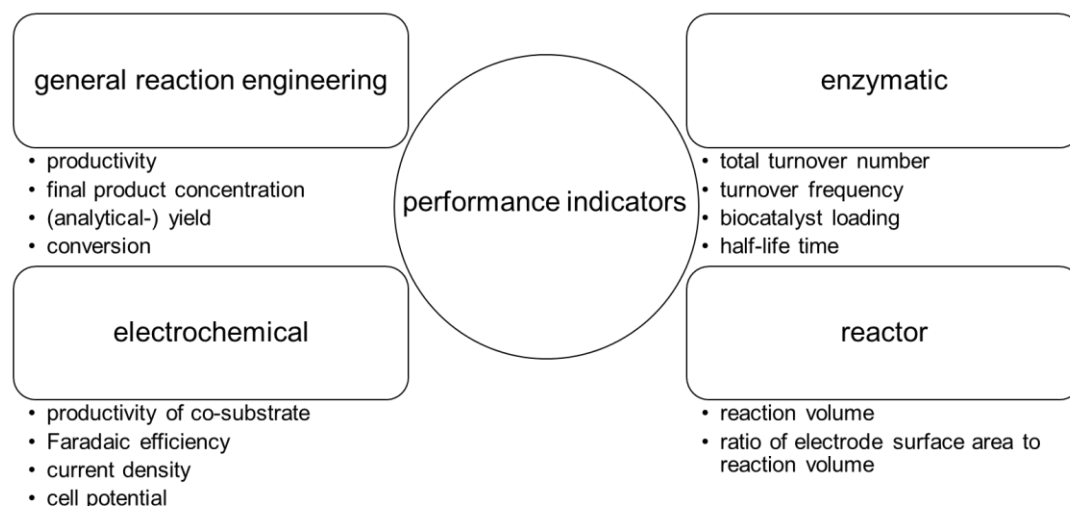 general reaction engineering
• productivity
• final product concentration
• (analytical-) yield
• conversion
enzymatic
• total turnover number
• turnover frequency
• biocatalyst loading
• half-life time
performance indicators
electrochemical
• productivity of co-substrate
• Faradaic efficiency
• current density
• cell potential
reactor
• reaction volume
• ratio of electrode surface area to
reaction volume